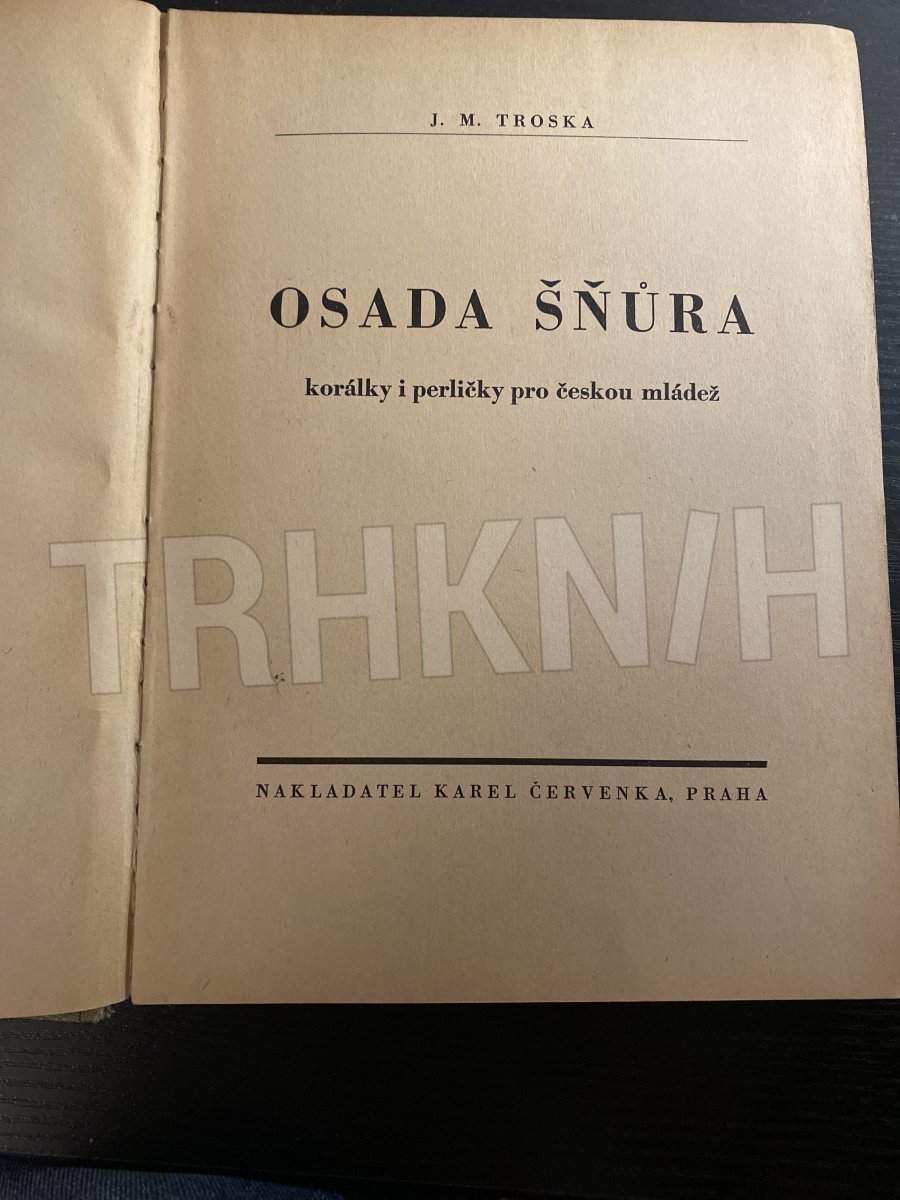 J. M. TROSKA
OSADA ŠŇŮRA
korálky i perličky pro českou mládež
TRHKNIH
NAKLADATEL KAREL ČERVENKA, PRAHA